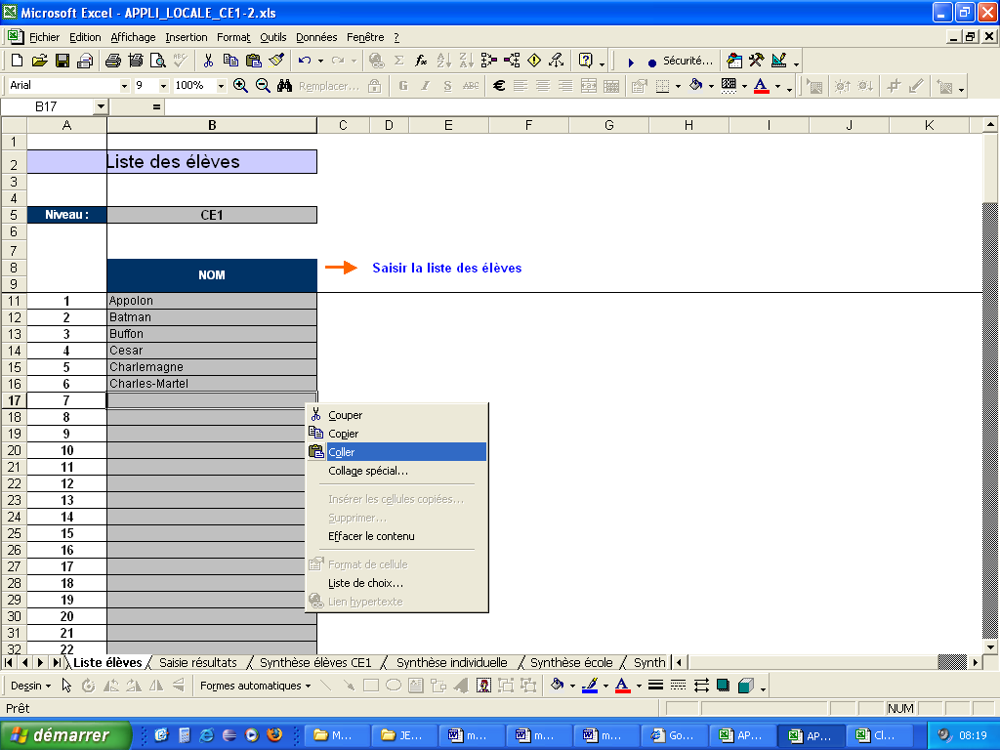 Microsoft Excel - APPLI_LOCALE_CE1-2.xls
Fichier Edition Affichage Insertion Format Outils Données Fenêtre ?
Sécurité...
Arial 9 100% Remplacer... G I S ABC €
B17 =
A B C D E F G H I J K
1
2 Liste des élèves
3
4
5 Niveau : CE1
6
7
8 NOM Saisir la liste des élèves
9
11 1 Appolon
12 2 Batman
13 3 Buffon
14 4 Cesar
15 5 Charlemagne
16 6 Charles-Martel
17 7
18 8
19 9
20 10
21 11
22 12
23 13
24 14
25 15
26 16
27 17
28 18
29 19
30 20
31 21
32 22
Couper
Copier
Coller
Collage spécial...
Insérer les cellules copiées...
Supprimer...
Effacer le contenu
Format de cellule
Liste de choix...
Lien hypertexte
Liste élèves Saisie résultats Synthèse élèves CE1 Synthèse individuelle Synthèse école Synth
Dessin Formes automatiques
Prêt NUM
démarrer M... JE... m... m... m... Go... AP... AP... Cl... 08:19